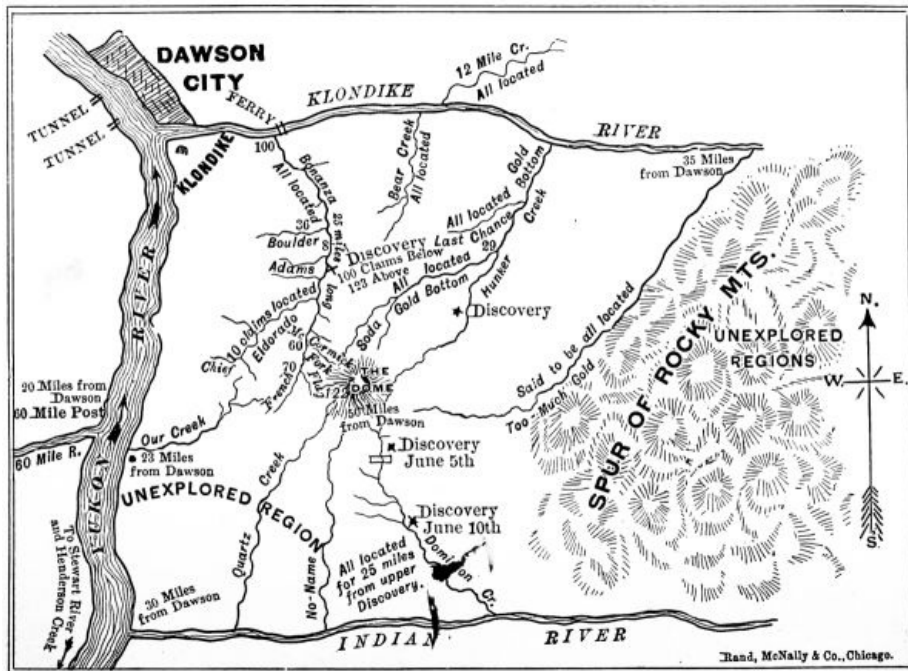 DAWSON
CITY
TUNNEL
TUNNEL
FERRY
KLONDIKE
RIVER
12 Mile Cr.
All located
KLONDIKE
100
Bonanza
All located
25 miles long
Bear Creek
All located
Gold Bottom
Creek
All located
Last Chance
35 Miles
from Dawson
30
Boulder
8
Adams
Discovery
100 Claims Below
123 Above
29
All located
Soda
Gold Bottom
Hunker
Discovery
10 claims located
Eldorado
Chief
60
70
French
Fork
THE
DOME
50 Miles
from Dawson
Said to be all located
Too-Much Gold
SPUR OF ROCKY MTS.
UNEXPLORED
REGIONS
N.
W.
E.
S.
YUKON RIVER
20 Miles from
Dawson
60 Mile Post
60 Mile R.
Our Creek
23 Miles
from Dawson
UNEXPLORED REGION
Quartz Creek
No-Name
Discovery
June 5th
Discovery
June 10th
Dominion
Cr.
All located
for 25 miles
from upper
Discovery.
30 Miles
from Dawson
To Stewart River
and Henderson Creek
INDIAN RIVER
Rand, McNally & Co., Chicago.